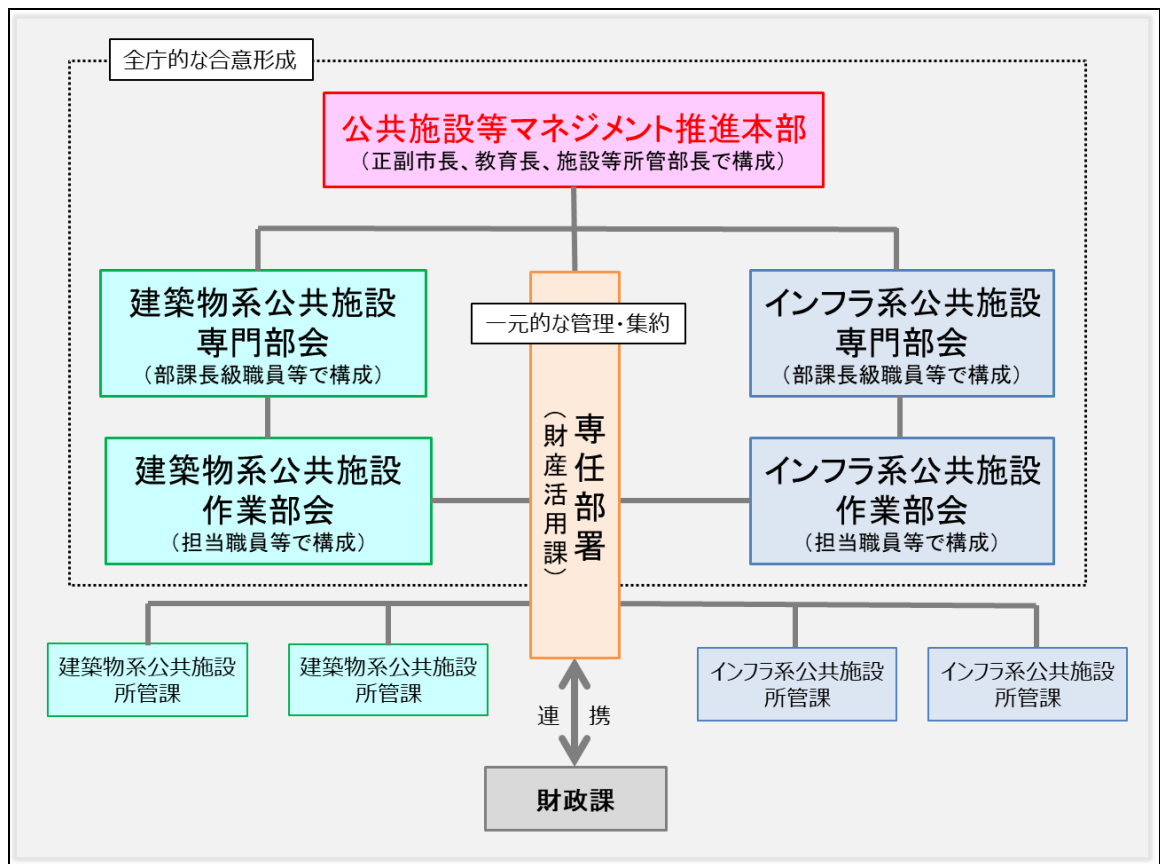 全庁的な合意形成
公共施設等マネジメント推進本部
（正副市長、教育長、施設等所管部長で構成）
建築物系公共施設
専門部会
（部課長級職員等で構成）
一元的な管理・集約
インフラ系公共施設
専門部会
（部課長級職員等で構成）
建築物系公共施設
作業部会
（担当職員等で構成）
専任部署
（財産活用課）
インフラ系公共施設
作業部会
（担当職員等で構成）
建築物系公共施設
所管課
建築物系公共施設
所管課
インフラ系公共施設
所管課
インフラ系公共施設
所管課
連携
財政課